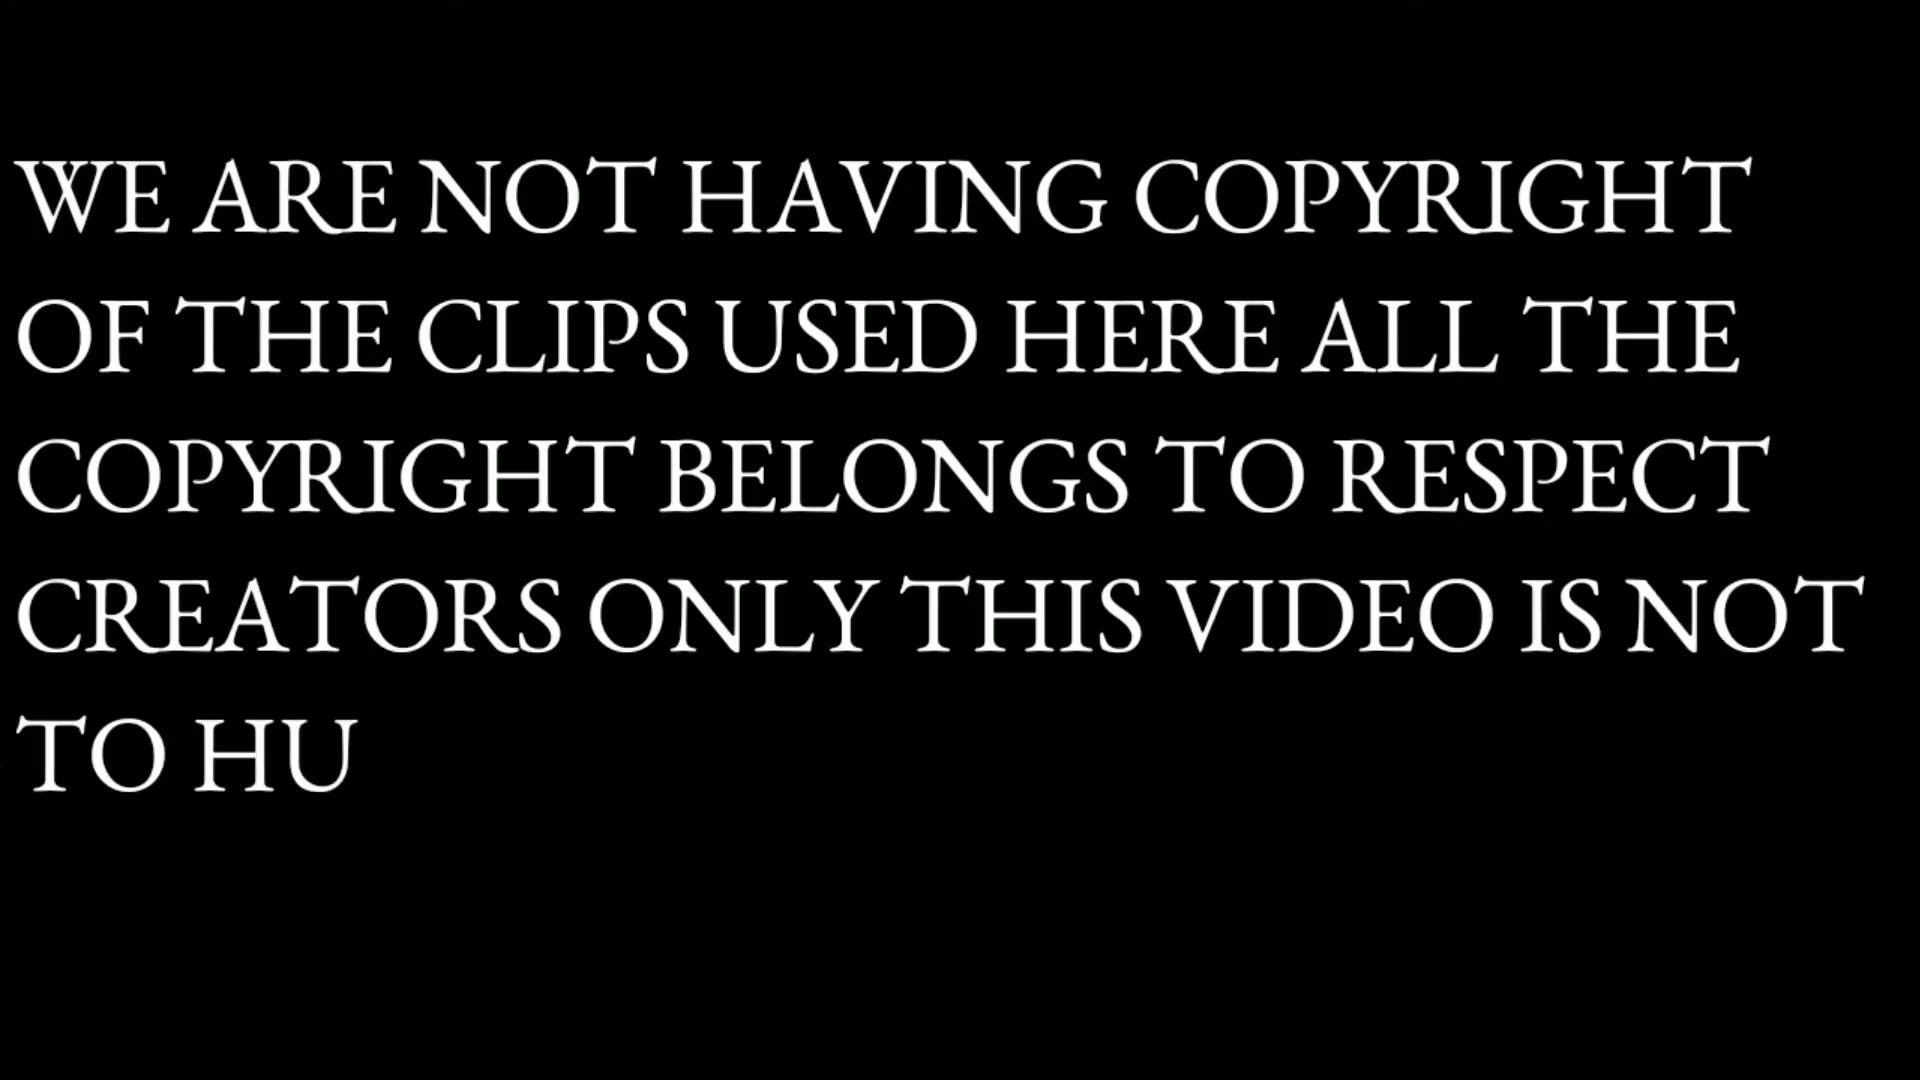 WE ARE NOT HAVING COPYRIGHT
OF THE CLIPS USED HERE ALL THE
COPYRIGHT BELONGS TO RESPECT
CREATORS ONLY THIS VIDEO IS NOT
TO HU